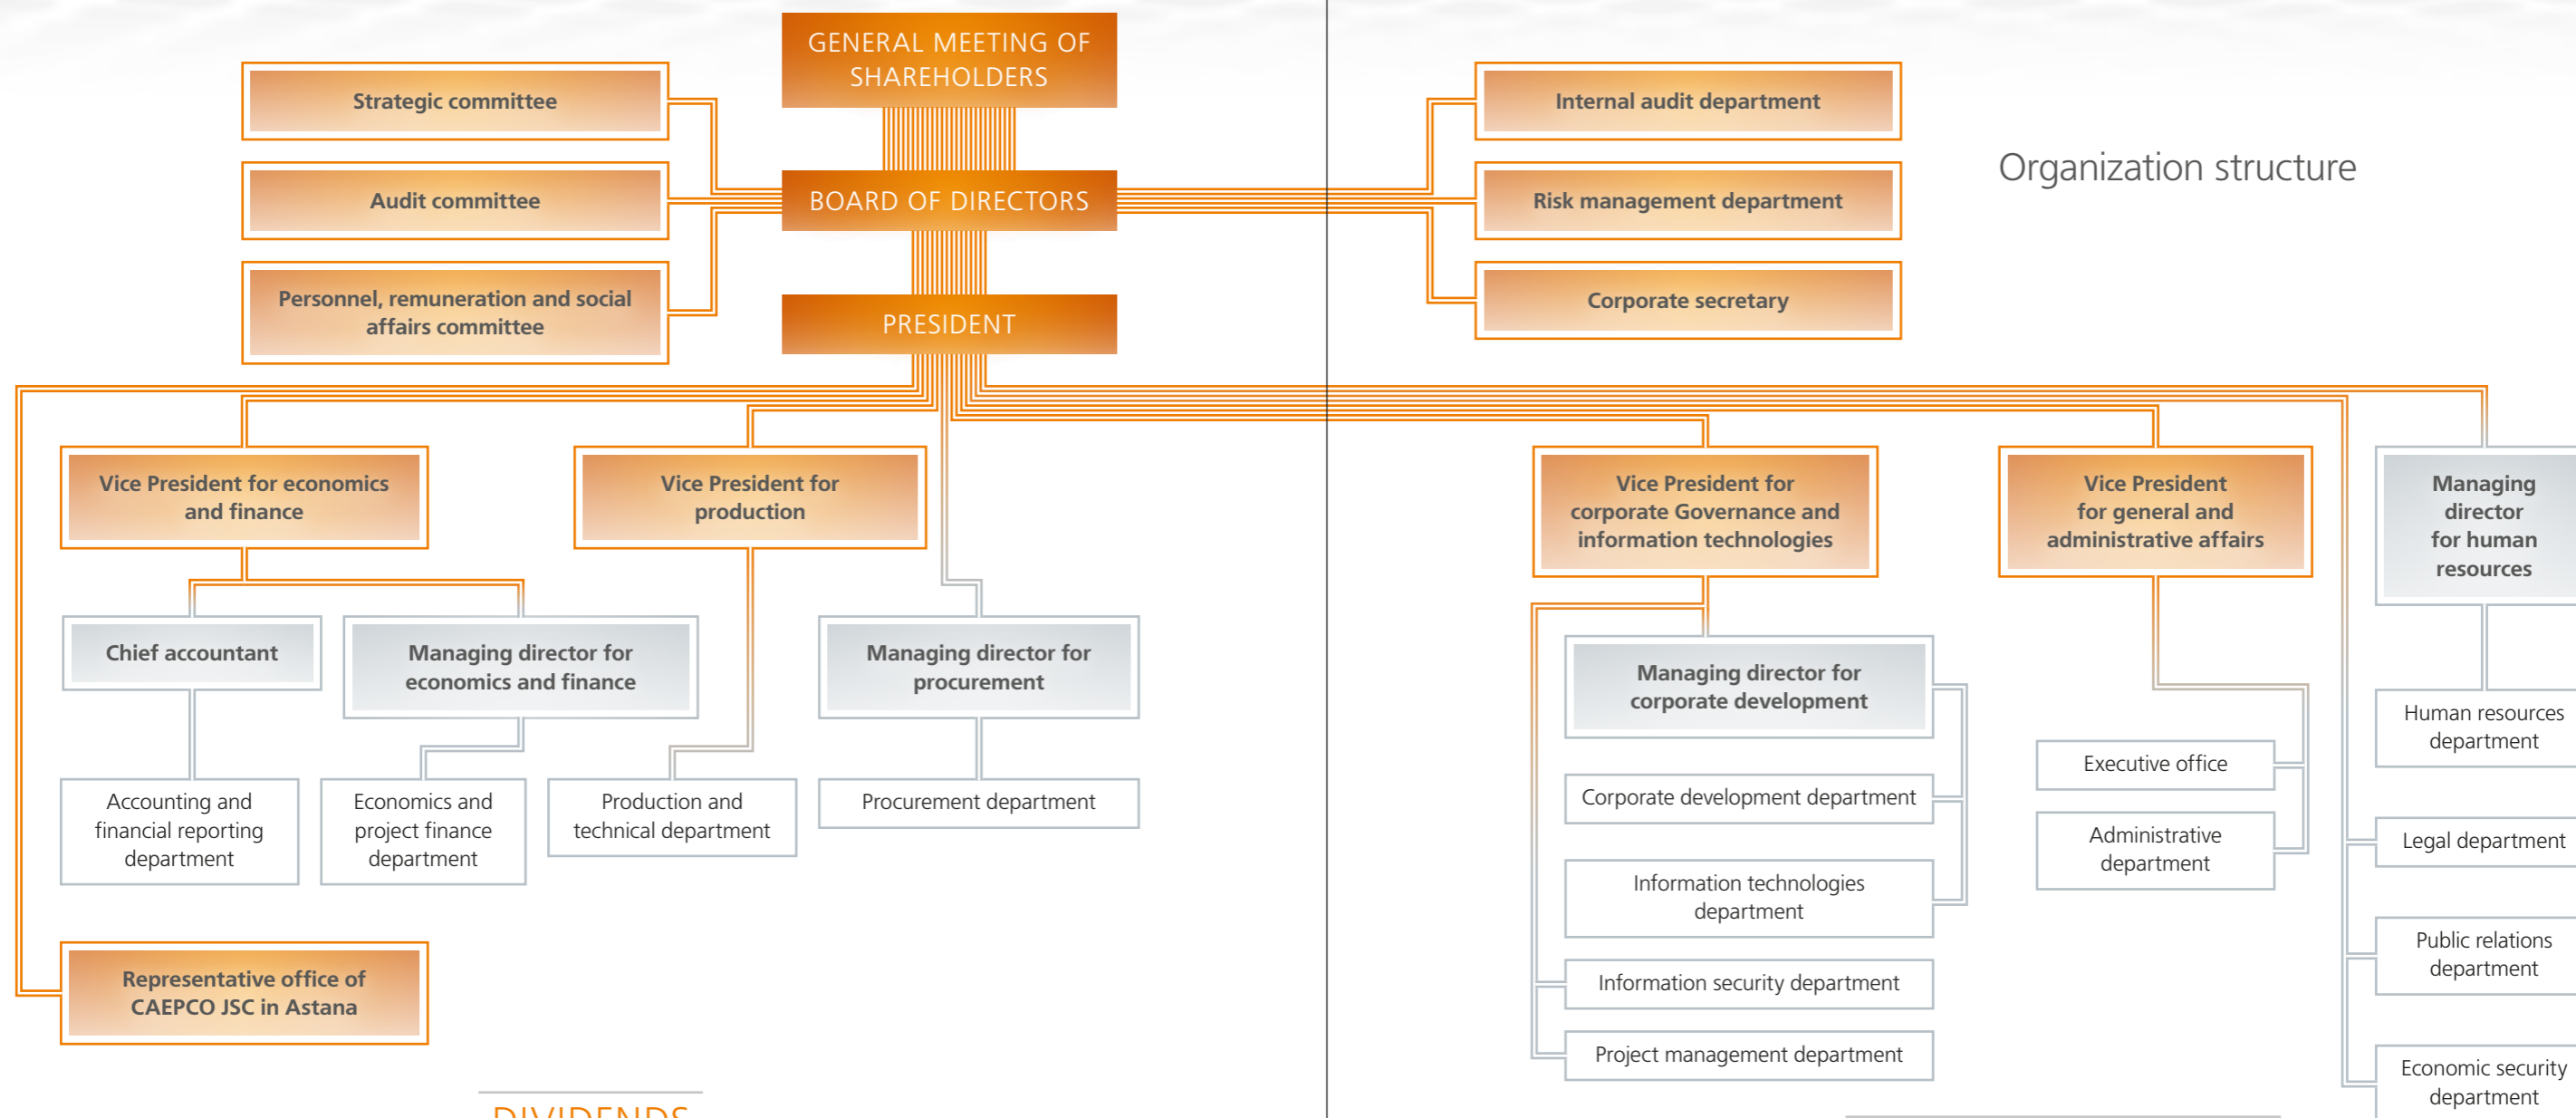 GENERAL MEETING OF
SHAREHOLDERS
Strategic committee
Internal audit department
Organization structure
Audit committee
BOARD OF DIRECTORS
Risk management department
Personnel, remuneration and social
affairs committee
PRESIDENT
Corporate secretary
Vice President for economics
and finance
Vice President for
production
Vice President for
corporate Governance and
information technologies
Vice President
for general and
administrative affairs
Managing
director
for human
resources
Chief accountant
Managing director for
economics and finance
Managing director for
procurement
Managing director for
corporate development
Human resources
department
Accounting and
financial reporting
department
Economics and
project finance
department
Production and
technical department
Procurement department
Corporate development department
Executive office
Administrative
department
Legal department
Information technologies
department
Public relations
department
Representative office of
CAEPCO JSC in Astana
Information security department
Project management department
Economic security
department
DIVIDENDS